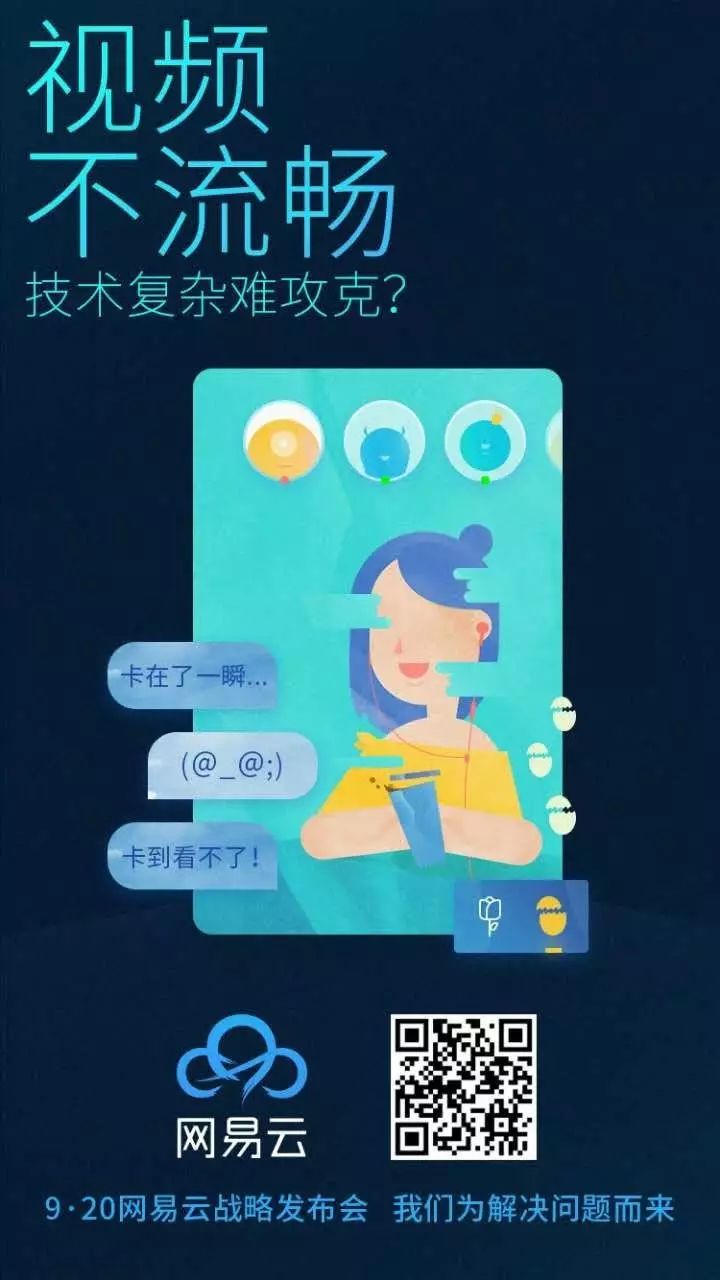 视频
不流畅
技术复杂难攻克？
卡在了一瞬...
(@_@;)
卡到看不了！
网易云
9·20网易云战略发布会 我们为解决问题而来